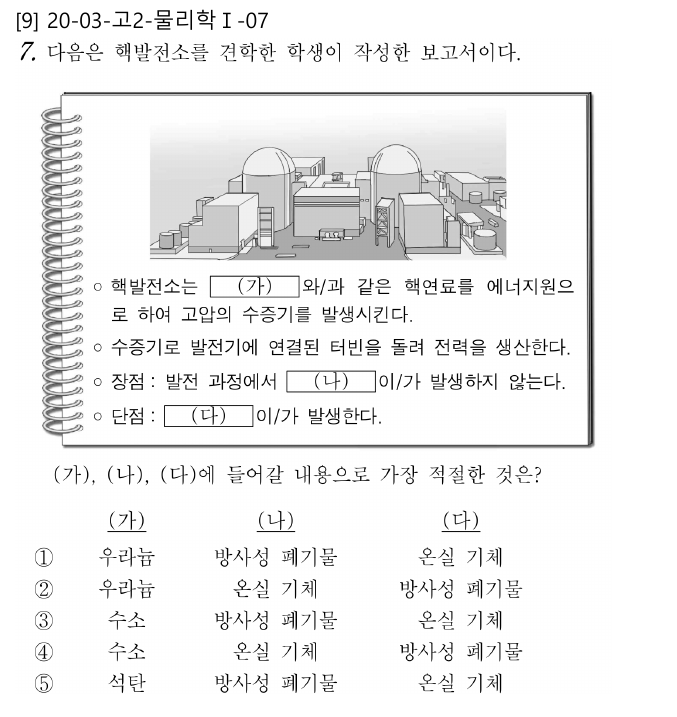 [9] 20-03-고2-물리학Ⅰ-07
7. 다음은 핵발전소를 견학한 학생이 작성한 보고서이다.
○ 핵발전소는 (가) 와/과 같은 핵연료를 에너지원으
로 하여 고압의 수증기를 발생시킨다.
○ 수증기로 발전기에 연결된 터빈을 돌려 전력을 생산한다.
○ 장점 : 발전 과정에서 (나) 이/가 발생하지 않는다.
○ 단점 : (다) 이/가 발생한다.
(가), (나), (다)에 들어갈 내용으로 가장 적절한 것은?
(가) (나) (다)
① 우라늄 방사성 폐기물 온실 기체
② 우라늄 온실 기체 방사성 폐기물
③ 수소 방사성 폐기물 온실 기체
④ 수소 온실 기체 방사성 폐기물
⑤ 석탄 방사성 폐기물 온실 기체